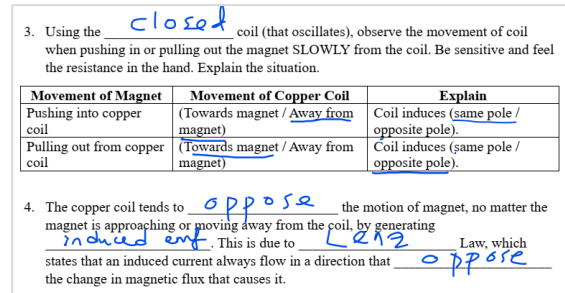 3. Using the closed coil (that oscillates), observe the movement of coil
when pushing in or pulling out the magnet SLOWLY from the coil. Be sensitive and feel
the resistance in the hand. Explain the situation.
Movement of Magnet Movement of Copper Coil Explain
Pushing into copper coil (Towards magnet / Away from magnet) Coil induces (same pole / opposite pole).
Pulling out from copper coil (Towards magnet / Away from magnet) Coil induces (same pole / opposite pole).
4. The copper coil tends to oppose the motion of magnet, no matter the
magnet is approaching or moving away from the coil, by generating
induced emf. This is due to Lenz Law, which
states that an induced current always flow in a direction that oppose
the change in magnetic flux that causes it.